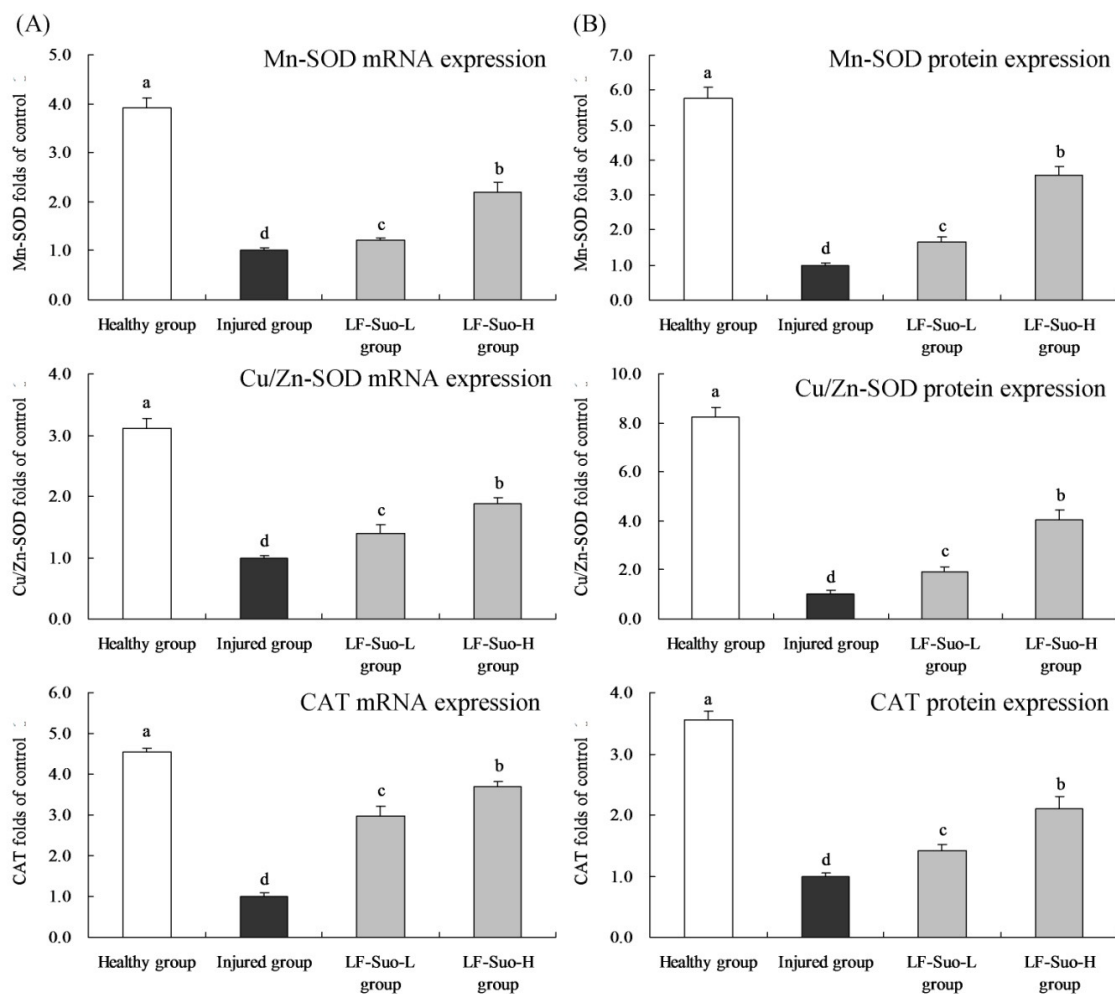 (A)
Mn-SOD mRNA expression
Mn-SOD folds of control
5.0
4.0
3.0
2.0
1.0
0.0
a
d
c
b
Healthy group
Injured group
LF-Suo-L
group
LF-Suo-H
group
Cu/Zn-SOD mRNA expression
Cu/Zn-SOD folds of control
4.0
3.0
2.0
1.0
0.0
a
d
c
b
Healthy group
Injured group
LF-Suo-L
group
LF-Suo-H
group
CAT mRNA expression
CAT folds of control
6.0
5.0
4.0
3.0
2.0
1.0
0.0
a
d
c
b
Healthy group
Injured group
LF-Suo-L
group
LF-Suo-H
group
(B)
Mn-SOD protein expression
Mn-SOD folds of control
7.0
6.0
5.0
4.0
3.0
2.0
1.0
0.0
a
d
c
b
Healthy group
Injured group
LF-Suo-L
group
LF-Suo-H
group
Cu/Zn-SOD protein expression
Cu/Zn-SOD folds of control
10.0
8.0
6.0
4.0
2.0
0.0
a
d
c
b
Healthy group
Injured group
LF-Suo-L
group
LF-Suo-H
group
CAT protein expression
CAT folds of control
4.0
3.0
2.0
1.0
0.0
a
d
c
b
Healthy group
Injured group
LF-Suo-L
group
LF-Suo-H
group